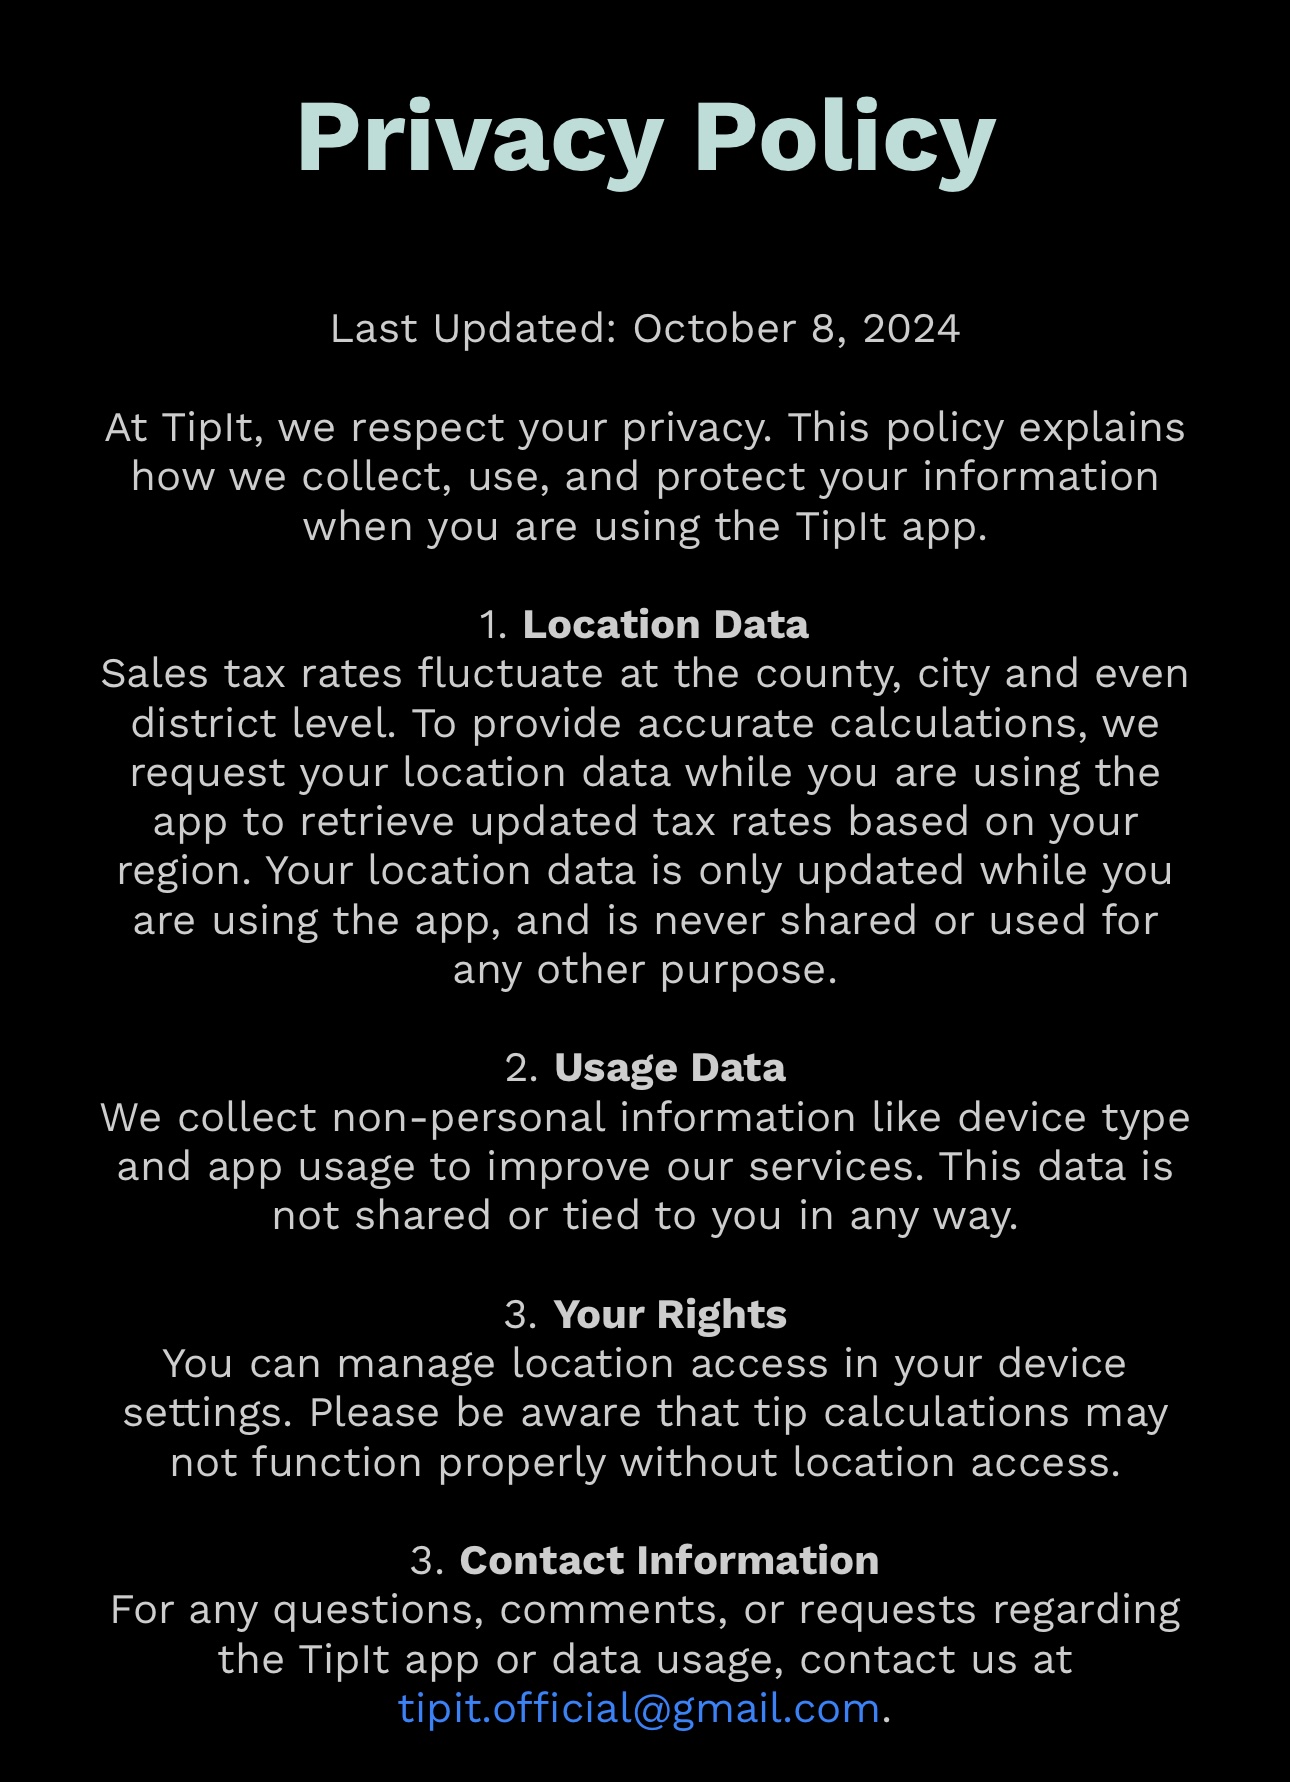 Privacy Policy
Last Updated: October 8, 2024
At TipIt, we respect your privacy. This policy explains
how we collect, use, and protect your information
when you are using the TipIt app.
1. Location Data
Sales tax rates fluctuate at the county, city and even
district level. To provide accurate calculations, we
request your location data while you are using the
app to retrieve updated tax rates based on your
region. Your location data is only updated while you
are using the app, and is never shared or used for
any other purpose.
2. Usage Data
We collect non-personal information like device type
and app usage to improve our services. This data is
not shared or tied to you in any way.
3. Your Rights
You can manage location access in your device
settings. Please be aware that tip calculations may
not function properly without location access.
3. Contact Information
For any questions, comments, or requests regarding
the TipIt app or data usage, contact us at
tipit.official@gmail.com.